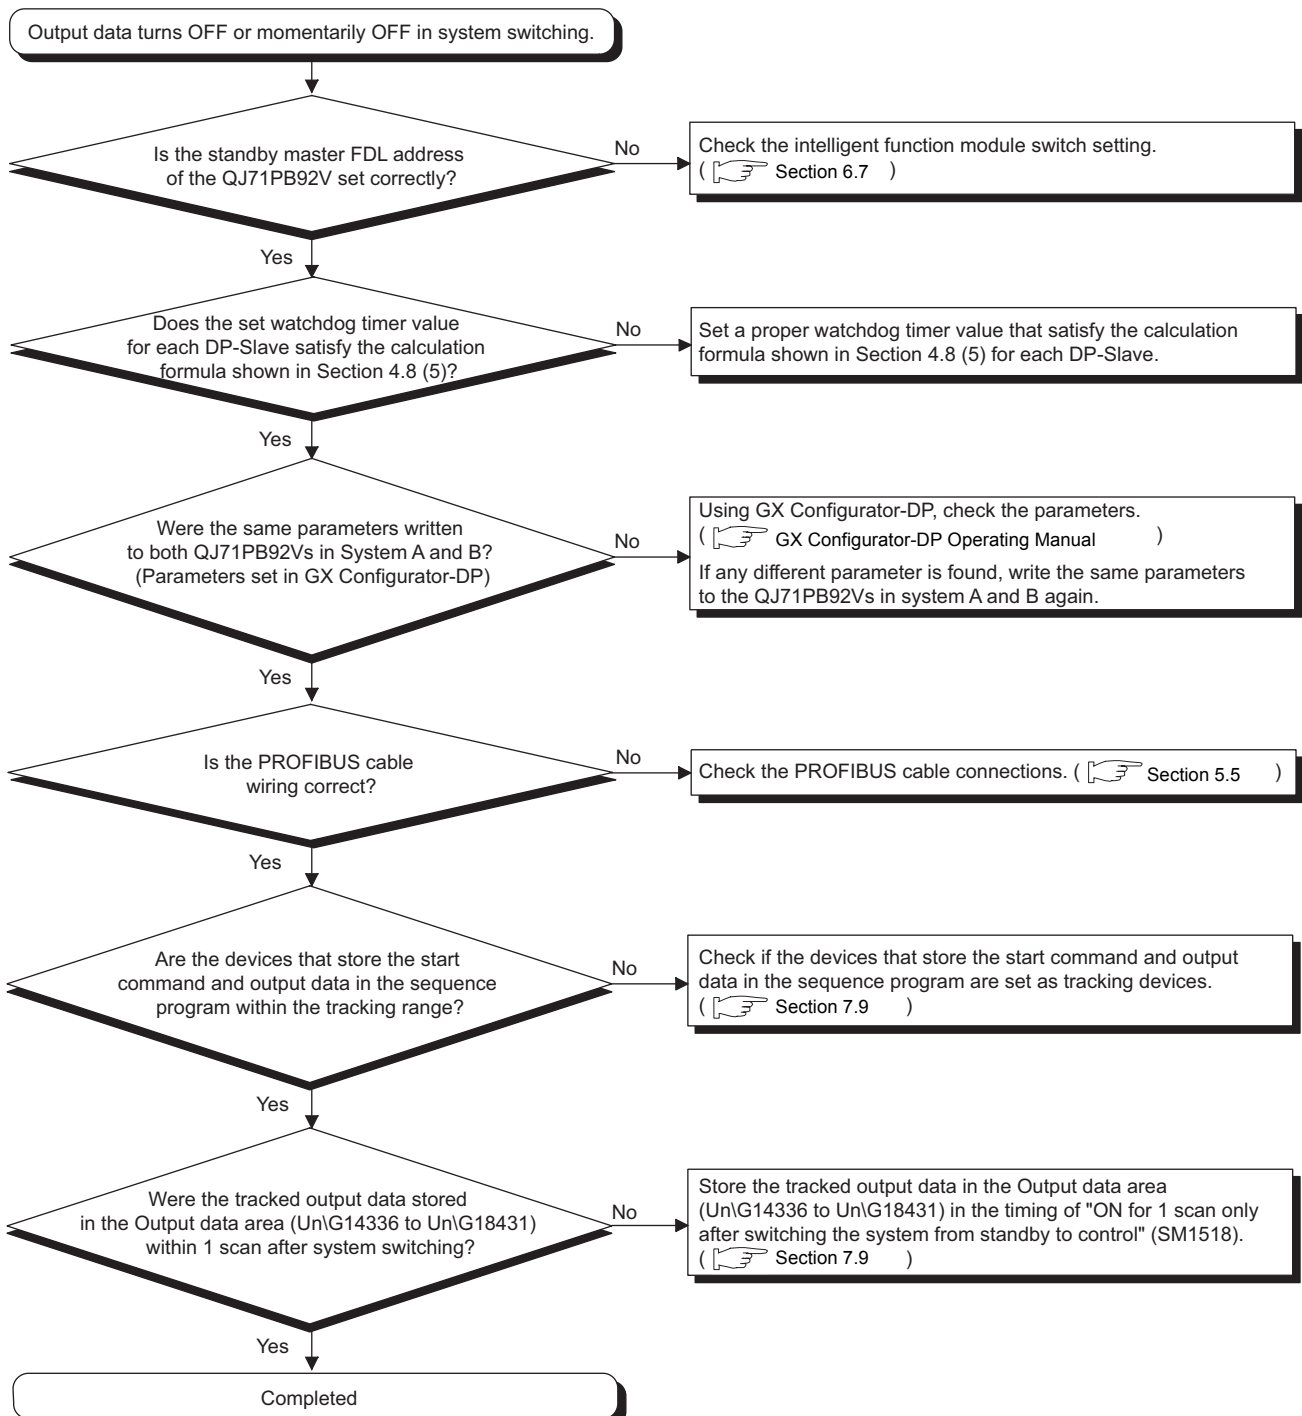 Output data turns OFF or momentarily OFF in system switching.
Is the standby master FDL address
of the QJ71PB92V set correctly?
No
Check the intelligent function module switch setting.
( Section 6.7 )
Yes
Does the set watchdog timer value
for each DP-Slave satisfy the calculation
formula shown in Section 4.8 (5)?
No
Set a proper watchdog timer value that satisfy the calculation
formula shown in Section 4.8 (5) for each DP-Slave.
Yes
Were the same parameters written
to both QJ71PB92Vs in System A and B?
(Parameters set in GX Configurator-DP)
No
Using GX Configurator-DP, check the parameters.
( GX Configurator-DP Operating Manual )
If any different parameter is found, write the same parameters
to the QJ71PB92Vs in system A and B again.
Yes
Is the PROFIBUS cable
wiring correct?
No
Check the PROFIBUS cable connections. ( Section 5.5 )
Yes
Are the devices that store the start
command and output data in the sequence
program within the tracking range?
No
Check if the devices that store the start command and output
data in the sequence program are set as tracking devices.
( Section 7.9 )
Yes
Were the tracked output data stored
in the Output data area (Un\G14336 to Un\G18431)
within 1 scan after system switching?
No
Store the tracked output data in the Output data area
(Un\G14336 to Un\G18431) in the timing of "ON for 1 scan only
after switching the system from standby to control" (SM1518).
( Section 7.9 )
Yes
Completed